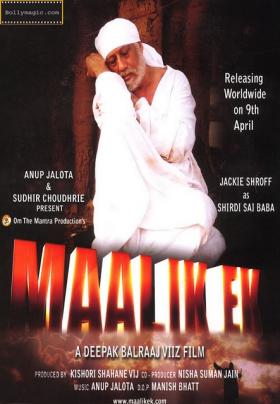 Bollymagic.com
Releasing
Worldwide
on 9th
April
ANUP JALOTA
&
SUDHIR CHOUDHRIE
PRESENT
Om The Mantra Production's
JACKIE SHROFF
as
SHIRDI SAI BABA
MAALIK EK
A DEEPAK BALRAAJ VIIZ FILM
PRODUCED BY KISHORI SHAHANE VIJ CO- PRODUCER NISHA SUMAN JAIN
MUSIC ANUP JALOTA D.O.P MANISH BHATT
www.maalikek.com